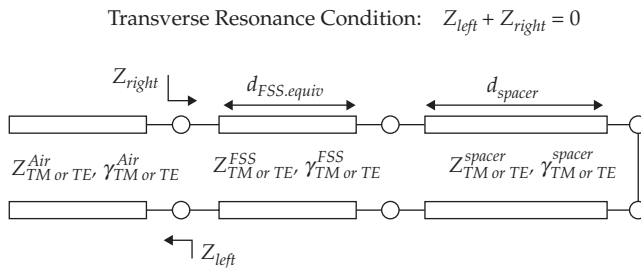 Transverse Resonance Condition: Z_left + Z_right = 0
Z_right
d_FSS.equiv
d_spacer
Z^Air_TM or TE, γ^Air_TM or TE
Z^FSS_TM or TE, γ^FSS_TM or TE
Z^spacer_TM or TE, γ^spacer_TM or TE
Z_left